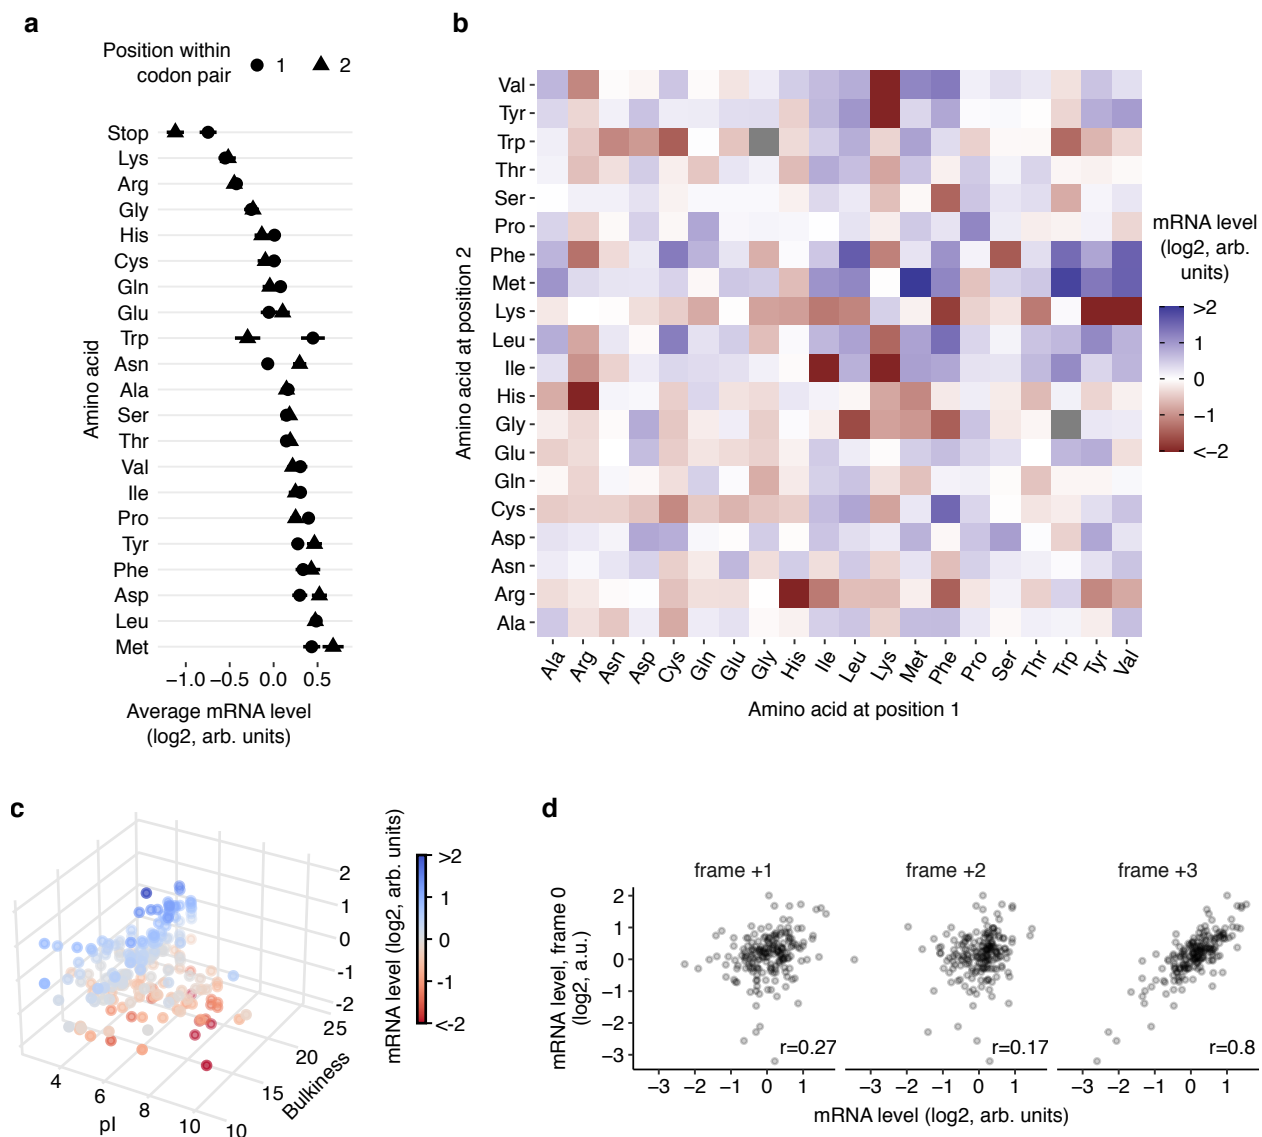 a
Position within
codon pair
1
2
Amino acid
Stop
Lys
Arg
Gly
His
Cys
Gln
Glu
Trp
Asn
Ala
Ser
Thr
Val
Ile
Pro
Tyr
Phe
Asp
Leu
Met
−1.0 −0.5 0.0 0.5
Average mRNA level
(log2, arb. units)
b
Amino acid at position 2
Val
Tyr
Trp
Thr
Ser
Pro
Phe
Met
Lys
Leu
Ile
His
Gly
Glu
Gln
Cys
Asp
Asn
Arg
Ala
Ala Arg Asn Asp Cys Gln Glu Gly His Ile Leu Lys Met Phe Pro Ser Thr Trp Tyr Val
Amino acid at position 1
mRNA level
(log2, arb.
units)
>2
1
0
−1
<−2
c
2
1
0
-1
-2
25
20
15
10
Bulkiness
4
6
8
10
pI
mRNA level (log2, arb. units)
>2
1
0
-1
<-2
d
mRNA level, frame 0
(log2, a.u.)
frame +1 frame +2 frame +3
2
1
0
−1
−2
−3
r=0.27 r=0.17 r=0.8
−3 −2 −1 0 1 −3 −2 −1 0 1 −3 −2 −1 0 1
mRNA level (log2, arb. units)